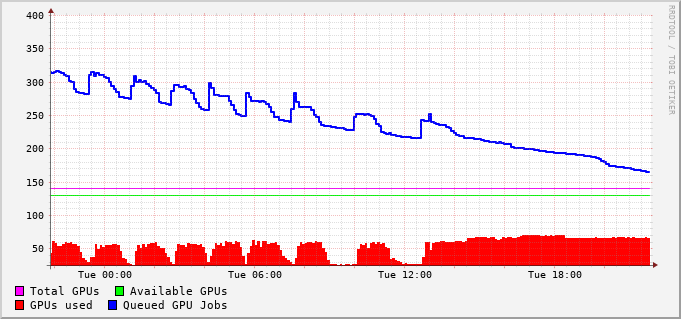 400
350
300
250
200
150
100
50
Tue 00:00 Tue 06:00 Tue 12:00 Tue 18:00
Total GPUs Available GPUs
GPUs used Queued GPU Jobs
RRDTOOL / TOBI OETIKER